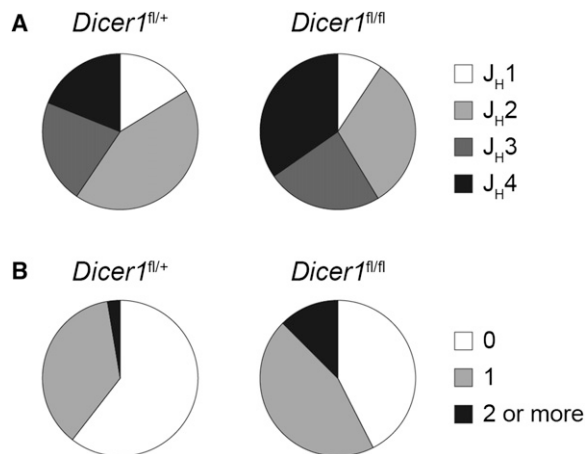 A
Dicer1fl/+ Dicer1fl/fl
JH1
JH2
JH3
JH4
B
Dicer1fl/+ Dicer1fl/fl
0
1
2 or more